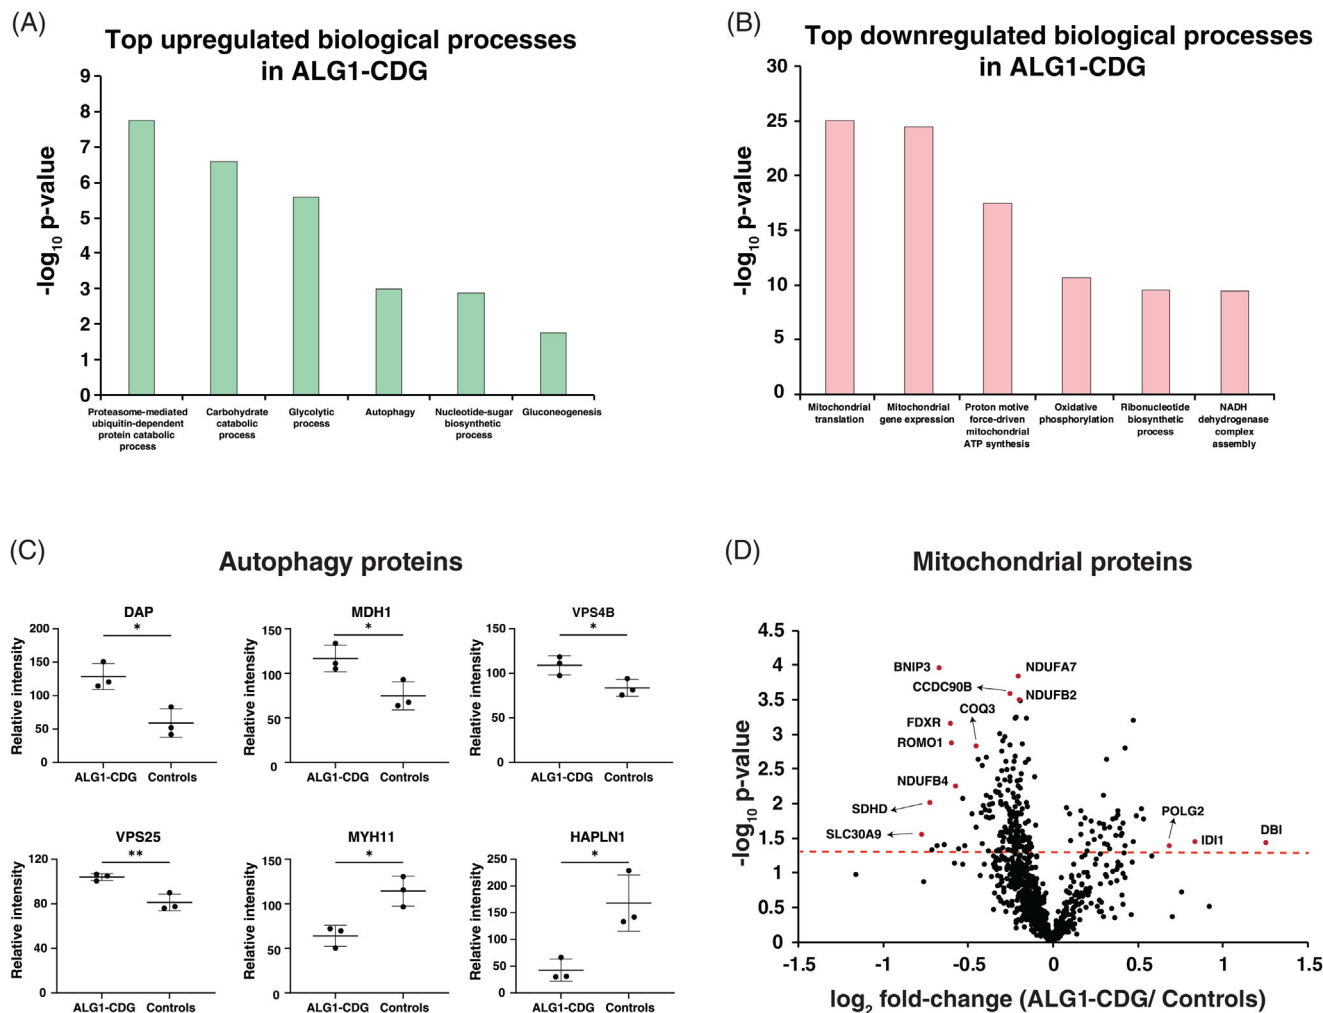 (A)
Top upregulated biological processes
in ALG1-CDG
9
8
7
6
5
4
3
2
1
0
-log10 p-value
Proteasome-mediated
ubiquitin-dependent
protein catabolic
process
Carbohydrate
catabolic
process
Glycolytic
process
Autophagy
Nucleotide-sugar
biosynthetic
process
Gluconeogenesis
(B)
Top downregulated biological processes
in ALG1-CDG
30
25
20
15
10
5
0
-log10 p-value
Mitochondrial
translation
Mitochondrial
gene expression
Proton motive
force-driven
mitochondrial
ATP synthesis
Oxidative
phosphorylation
Ribonucleotide
biosynthetic
process
NADH
dehydrogenase
complex
assembly
(C)
Autophagy proteins
DAP
*
200
150
100
50
0
Relative intensity
ALG1-CDG Controls
MDH1
*
150
100
50
0
Relative intensity
ALG1-CDG Controls
VPS4B
*
150
100
50
0
Relative intensity
ALG1-CDG Controls
VPS25
**
120
80
40
0
Relative intensity
ALG1-CDG Controls
MYH11
*
150
100
50
0
Relative intensity
ALG1-CDG Controls
HAPLN1
*
250
200
150
100
50
0
Relative intensity
ALG1-CDG Controls
(D)
Mitochondrial proteins
4.5
4
3.5
3
2.5
2
1.5
1
0.5
0
-log10 p-value
BNIP3
NDUFA7
CCDC90B
NDUFB2
COQ3
FDXR
ROMO1
NDUFB4
SDHD
SLC30A9
POLG2
IDI1
DBI
-1.5 -1 -0.5 0 0.5 1 1.5
log2 fold-change (ALG1-CDG/ Controls)